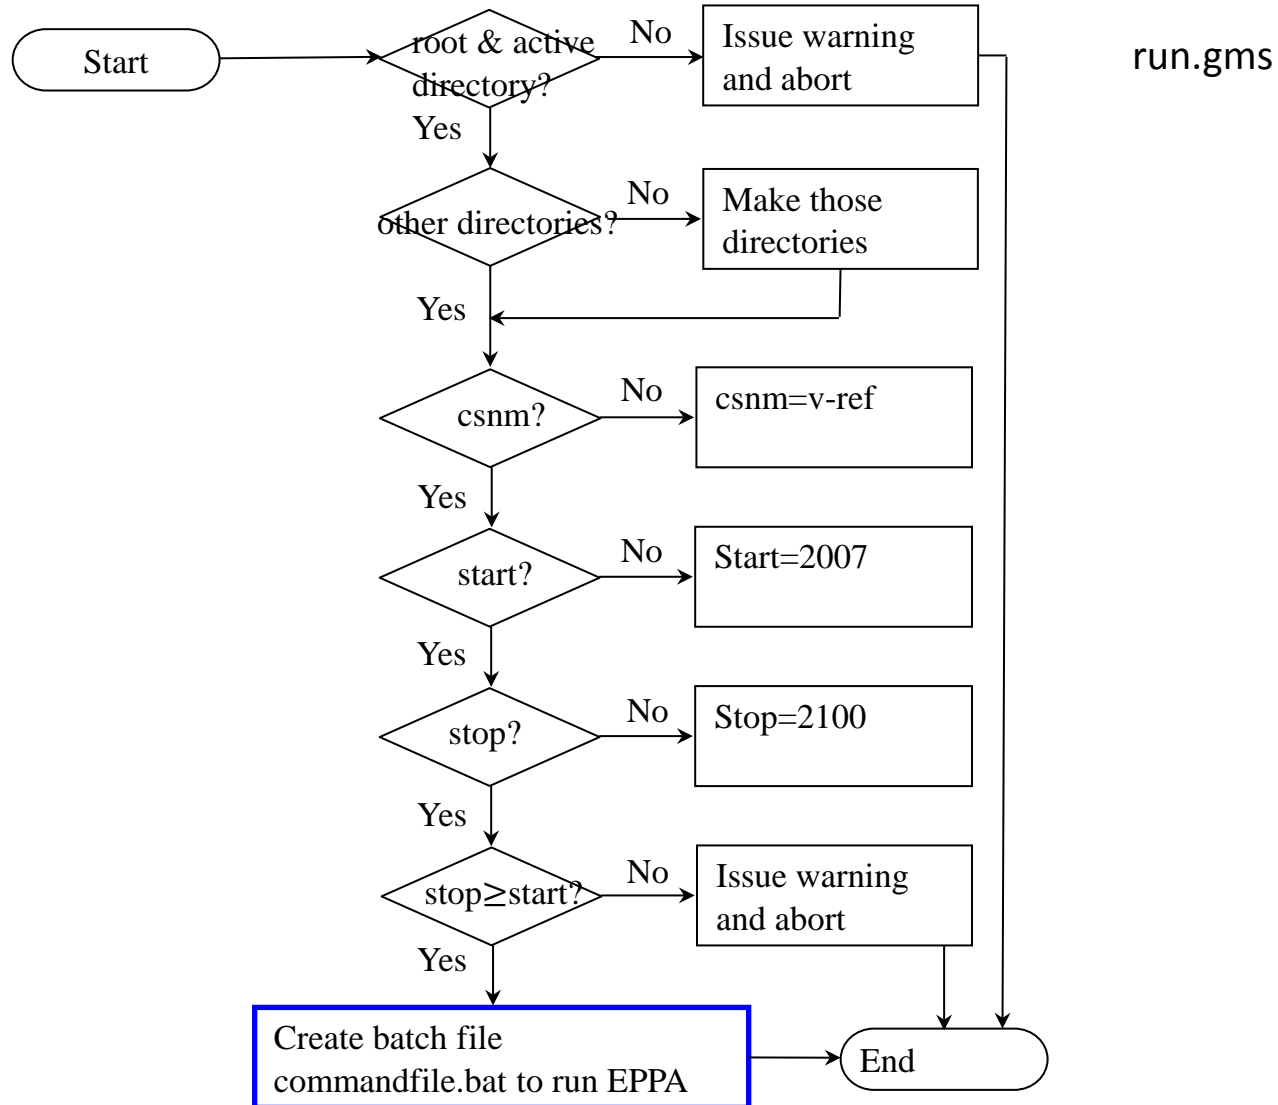 run.gms
Start
root & active
directory?
No
Issue warning
and abort
Yes
other directories?
No
Make those
directories
Yes
csnm?
No
csnm=v-ref
Yes
start?
No
Start=2007
Yes
stop?
No
Stop=2100
Yes
stop≥start?
No
Issue warning
and abort
Yes
Create batch file
commandfile.bat to run EPPA
End